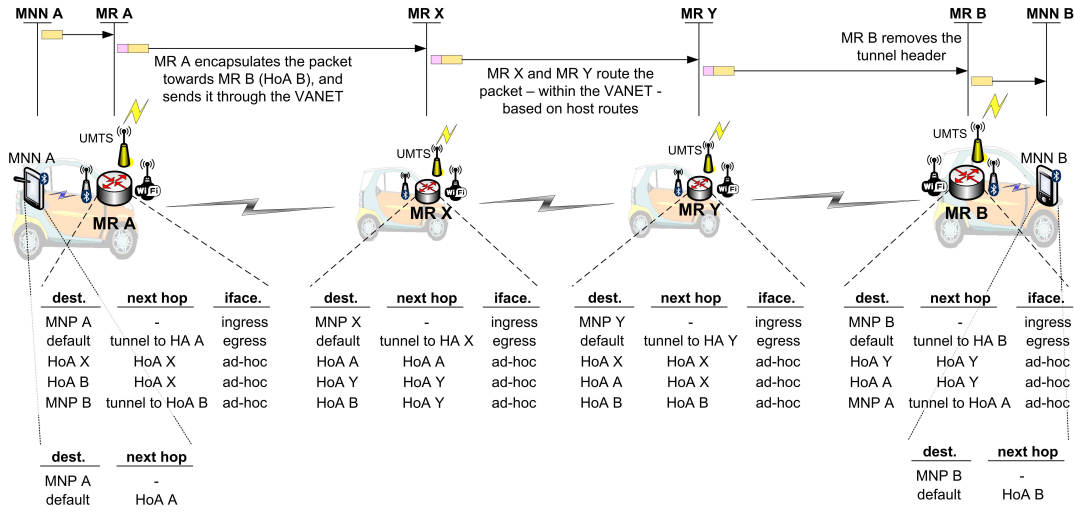 MNN A MR A MR X MR Y MR B MNN B
MR A encapsulates the packet
towards MR B (HoA B), and
sends it through the VANET
MR X and MR Y route the
packet – within the VANET -
based on host routes
MR B removes the
tunnel header
UMTS UMTS UMTS UMTS
MNN A MNN B
WiFi WiFi WiFi WiFi
MR A MR X MR Y MR B
dest. next hop iface.
MNP A - ingress
default tunnel to HA A egress
HoA X HoA X ad-hoc
HoA B HoA X ad-hoc
MNP B tunnel to HoA B ad-hoc
dest. next hop iface.
MNP X - ingress
default tunnel to HA X egress
HoA A HoA A ad-hoc
HoA Y HoA Y ad-hoc
HoA B HoA Y ad-hoc
dest. next hop iface.
MNP Y - ingress
default tunnel to HA Y egress
HoA X HoA X ad-hoc
HoA A HoA X ad-hoc
HoA B HoA B ad-hoc
dest. next hop iface.
MNP B - ingress
default tunnel to HA B egress
HoA Y HoA Y ad-hoc
HoA A HoA Y ad-hoc
MNP A tunnel to HoA A ad-hoc
dest. next hop
MNP A -
default HoA A
dest. next hop
MNP B -
default HoA B